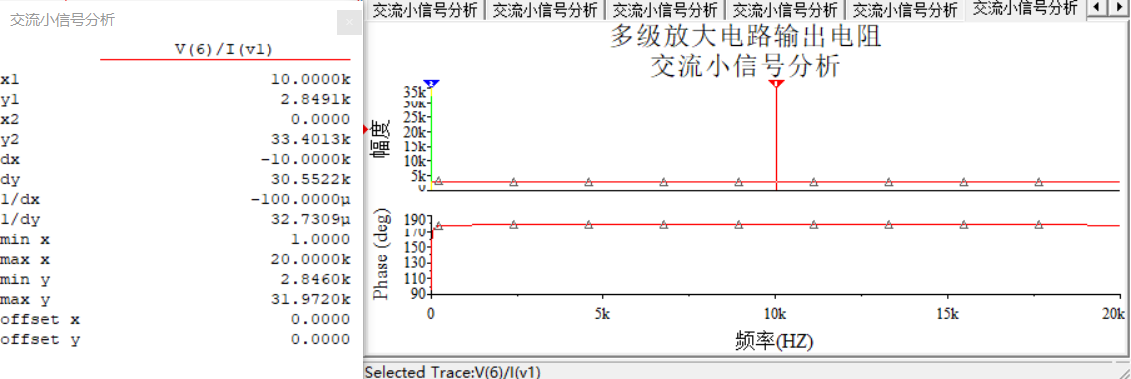 交流小信号分析
V(6)/I(v1)
x1 10.0000k
y1 2.8491k
x2 0.0000
y2 33.4013k
dx -10.0000k
dy 30.5522k
1/dx -100.0000µ
1/dy 32.7309µ
min x 1.0000
max x 20.0000k
min y 2.8460k
max y 31.9720k
offset x 0.0000
offset y 0.0000
交流小信号分析 交流小信号分析 交流小信号分析 交流小信号分析 交流小信号分析 交流小信号分析
多级放大电路输出电阻
交流小信号分析
35k
30k
25k
20k
15k
10k
5k
0
幅度
190
170
150
130
110
90
Phase (deg)
0 5k 10k 15k 20k
频率(HZ)
Selected Trace:V(6)/I(v1)